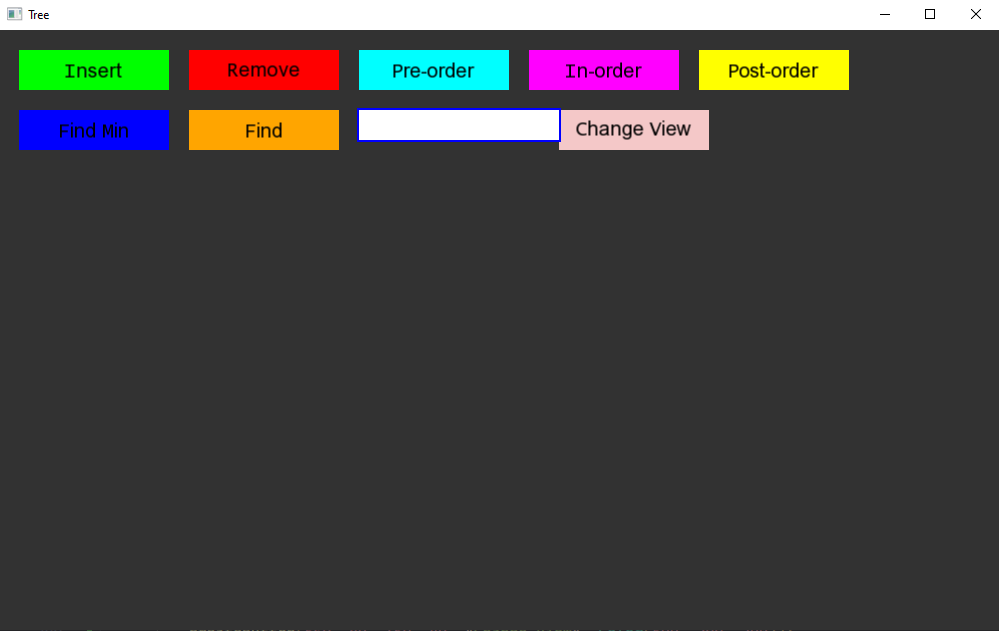 Tree
Insert Remove Pre-order In-order Post-order
Find Min Find Change View